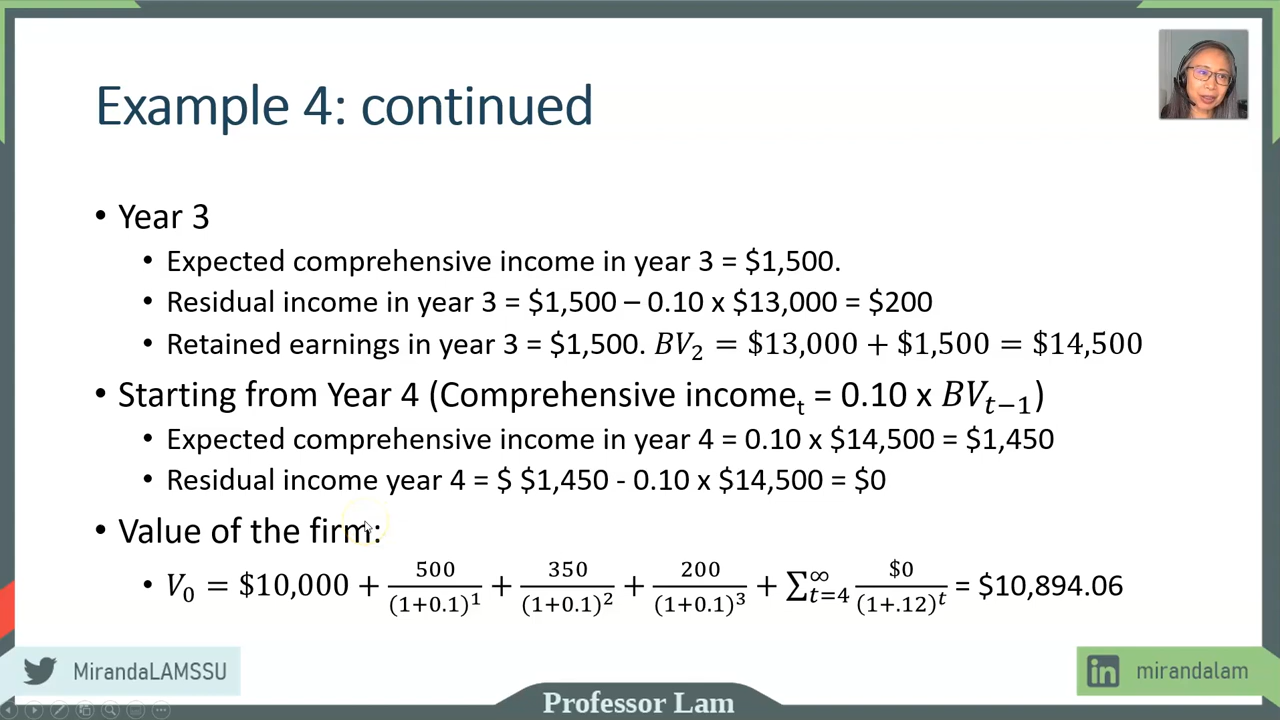 Example 4: continued
• Year 3
• Expected comprehensive income in year 3 = $1,500.
• Residual income in year 3 = $1,500 – 0.10 x $13,000 = $200
• Retained earnings in year 3 = $1,500. 𝐵𝑉₂ = $13,000 + $1,500 = $14,500
• Starting from Year 4 (Comprehensive incomeₜ = 0.10 x 𝐵𝑉ₜ₋₁)
• Expected comprehensive income in year 4 = 0.10 x $14,500 = $1,450
• Residual income year 4 = $ $1,450 - 0.10 x $14,500 = $0
• Value of the firm:
• 𝑉₀ = $10,000 + 500/(1+0.1)¹ + 350/(1+0.1)² + 200/(1+0.1)³ + ∑_{t=4}^{∞} $0/(1+.12)^t = $10,894.06
MirandaLAMSSU
mirandalam
Professor Lam